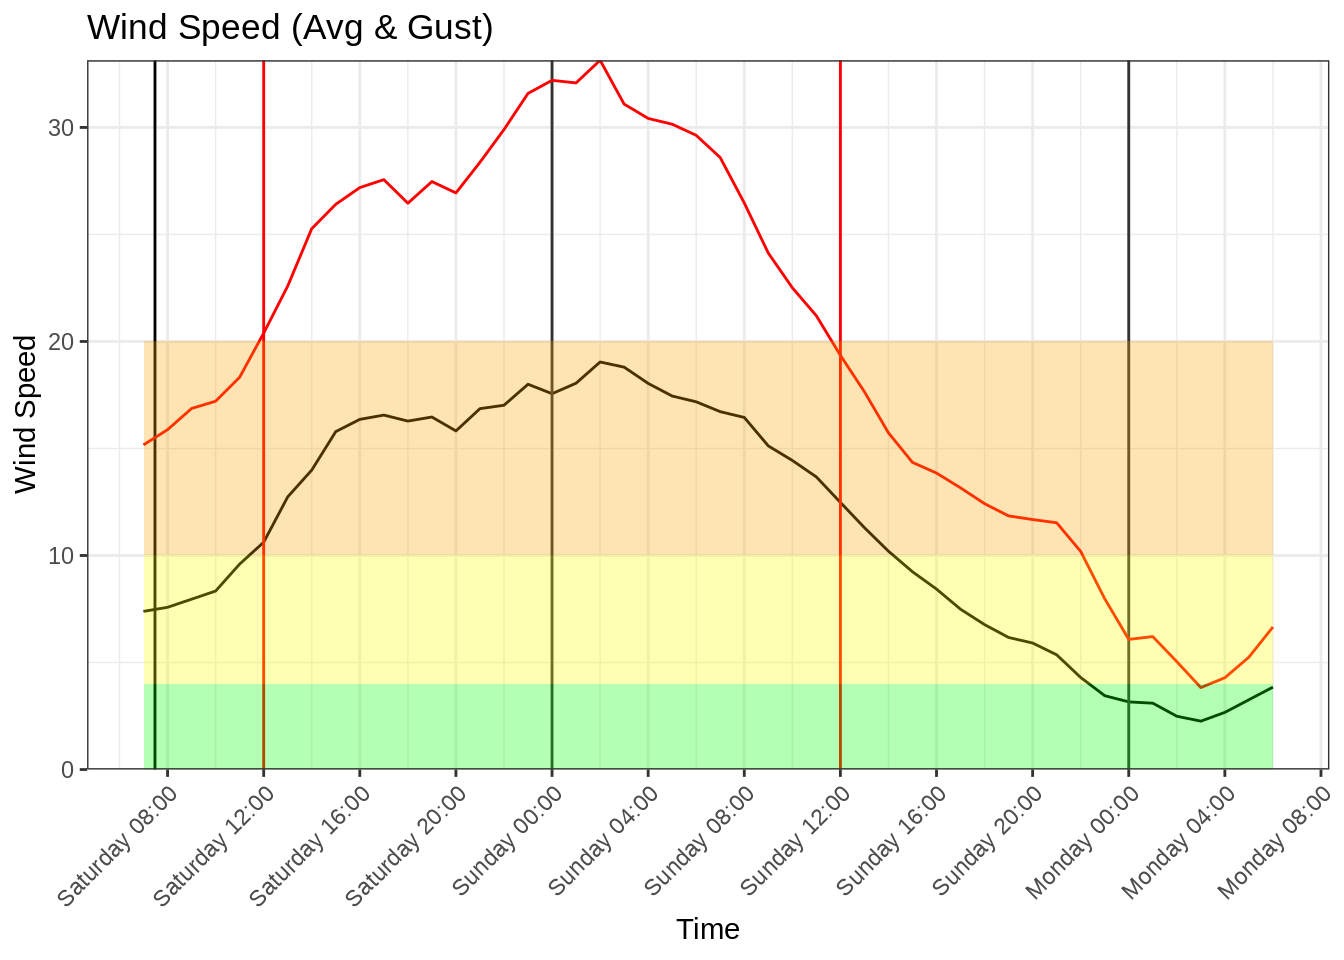 Wind Speed (Avg & Gust)
Wind Speed
30
20
10
0
Saturday 08:00
Saturday 12:00
Saturday 16:00
Saturday 20:00
Sunday 00:00
Sunday 04:00
Sunday 08:00
Sunday 12:00
Sunday 16:00
Sunday 20:00
Monday 00:00
Monday 04:00
Monday 08:00
Time